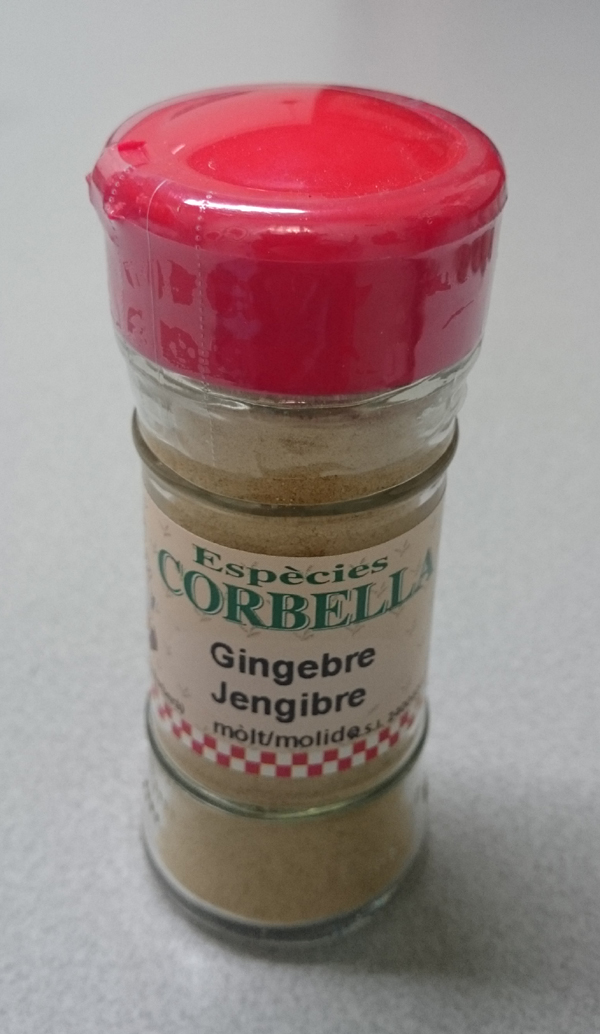 Espècies
CORBELLA
Gingebre
Jengibre
mòlt/molido